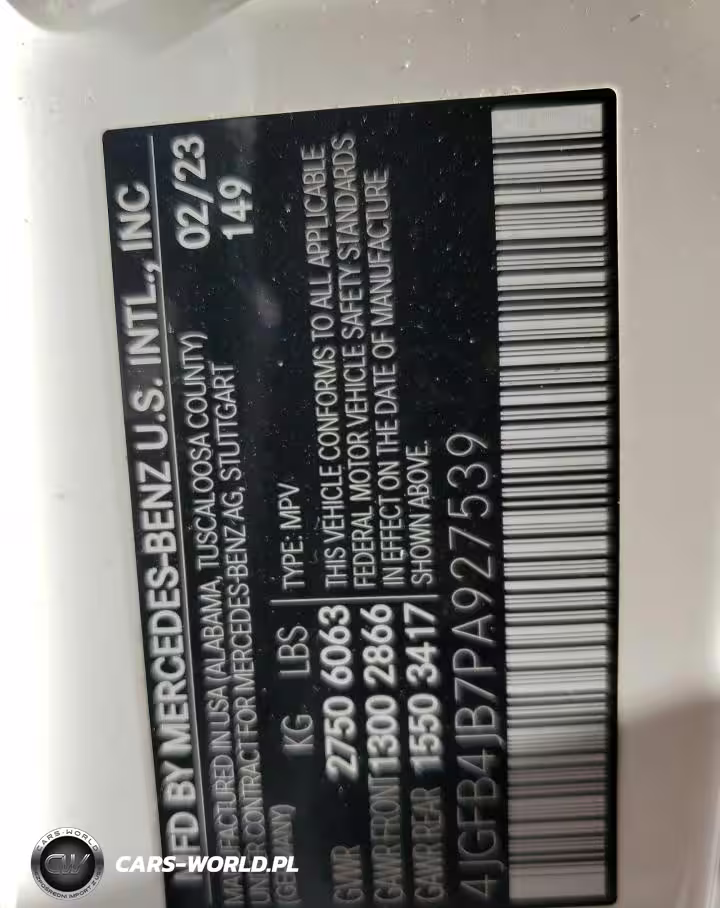 MFD BY MERCEDES-BENZ U.S. INTL., INC
MANUFACTURED IN USA (ALABAMA, TUSCALOOSA COUNTY) 02/23
UNDER CONTRACT FOR MERCEDES-BENZ AG, STUTTGART 149
(GERMANY)
KG LBS TYPE: MPV
GVWR 2750 6063 THIS VEHICLE CONFORMS TO ALL APPLICABLE
FEDERAL MOTOR VEHICLE SAFETY STANDARDS
GAWR FRONT 1300 2866 IN EFFECT ON THE DATE OF MANUFACTURE
GAWR REAR 1550 3417 SHOWN ABOVE.
4JGFB4JB7PA927539
CARS-WORLD
CW
CARS-WORLD.PL